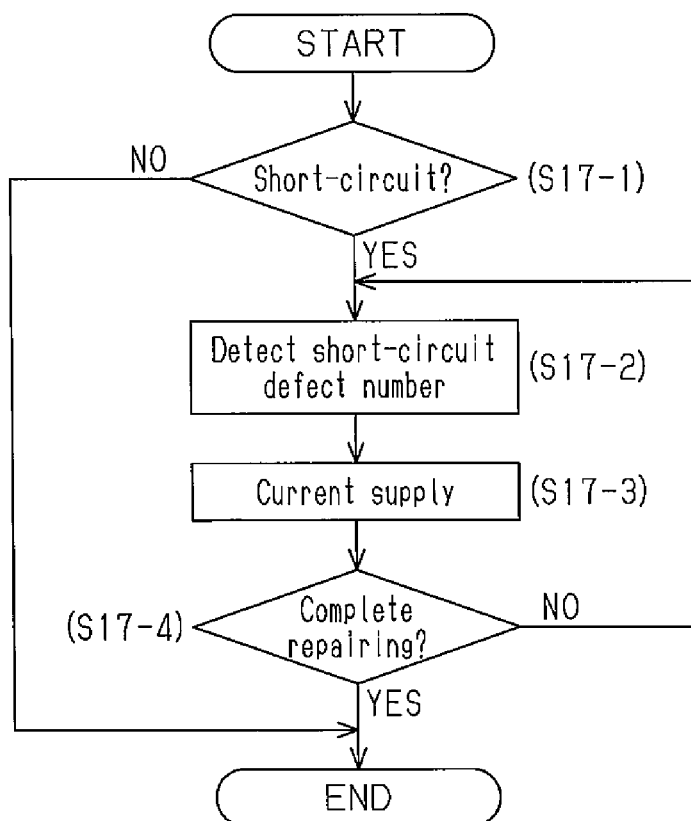 START
NO
Short-circuit?
(S17-1)
YES
Detect short-circuit
defect number
(S17-2)
Current supply
(S17-3)
(S17-4)
Complete
repairing?
NO
YES
END